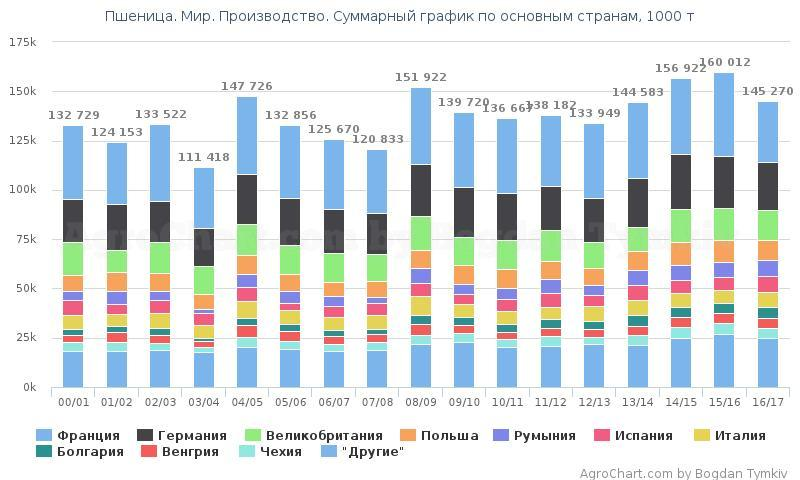 Пшеница. Мир. Производство. Суммарный график по основным странам, 1000 т
175k
150k
125k
100k
75k
50k
25k
0k
132 729
124 153
133 522
111 418
147 726
132 856
125 670
120 833
151 922
139 720
136 667
138 182
133 949
144 583
156 922
160 012
145 270
AgroChart.com by Bogdan Tymkiv
00/01 01/02 02/03 03/04 04/05 05/06 06/07 07/08 08/09 09/10 10/11 11/12 12/13 13/14 14/15 15/16 16/17
Франция Германия Великобритания Польша Румыния Испания Италия
Болгария Венгрия Чехия "Другие"
AgroChart.com by Bogdan Tymkiv